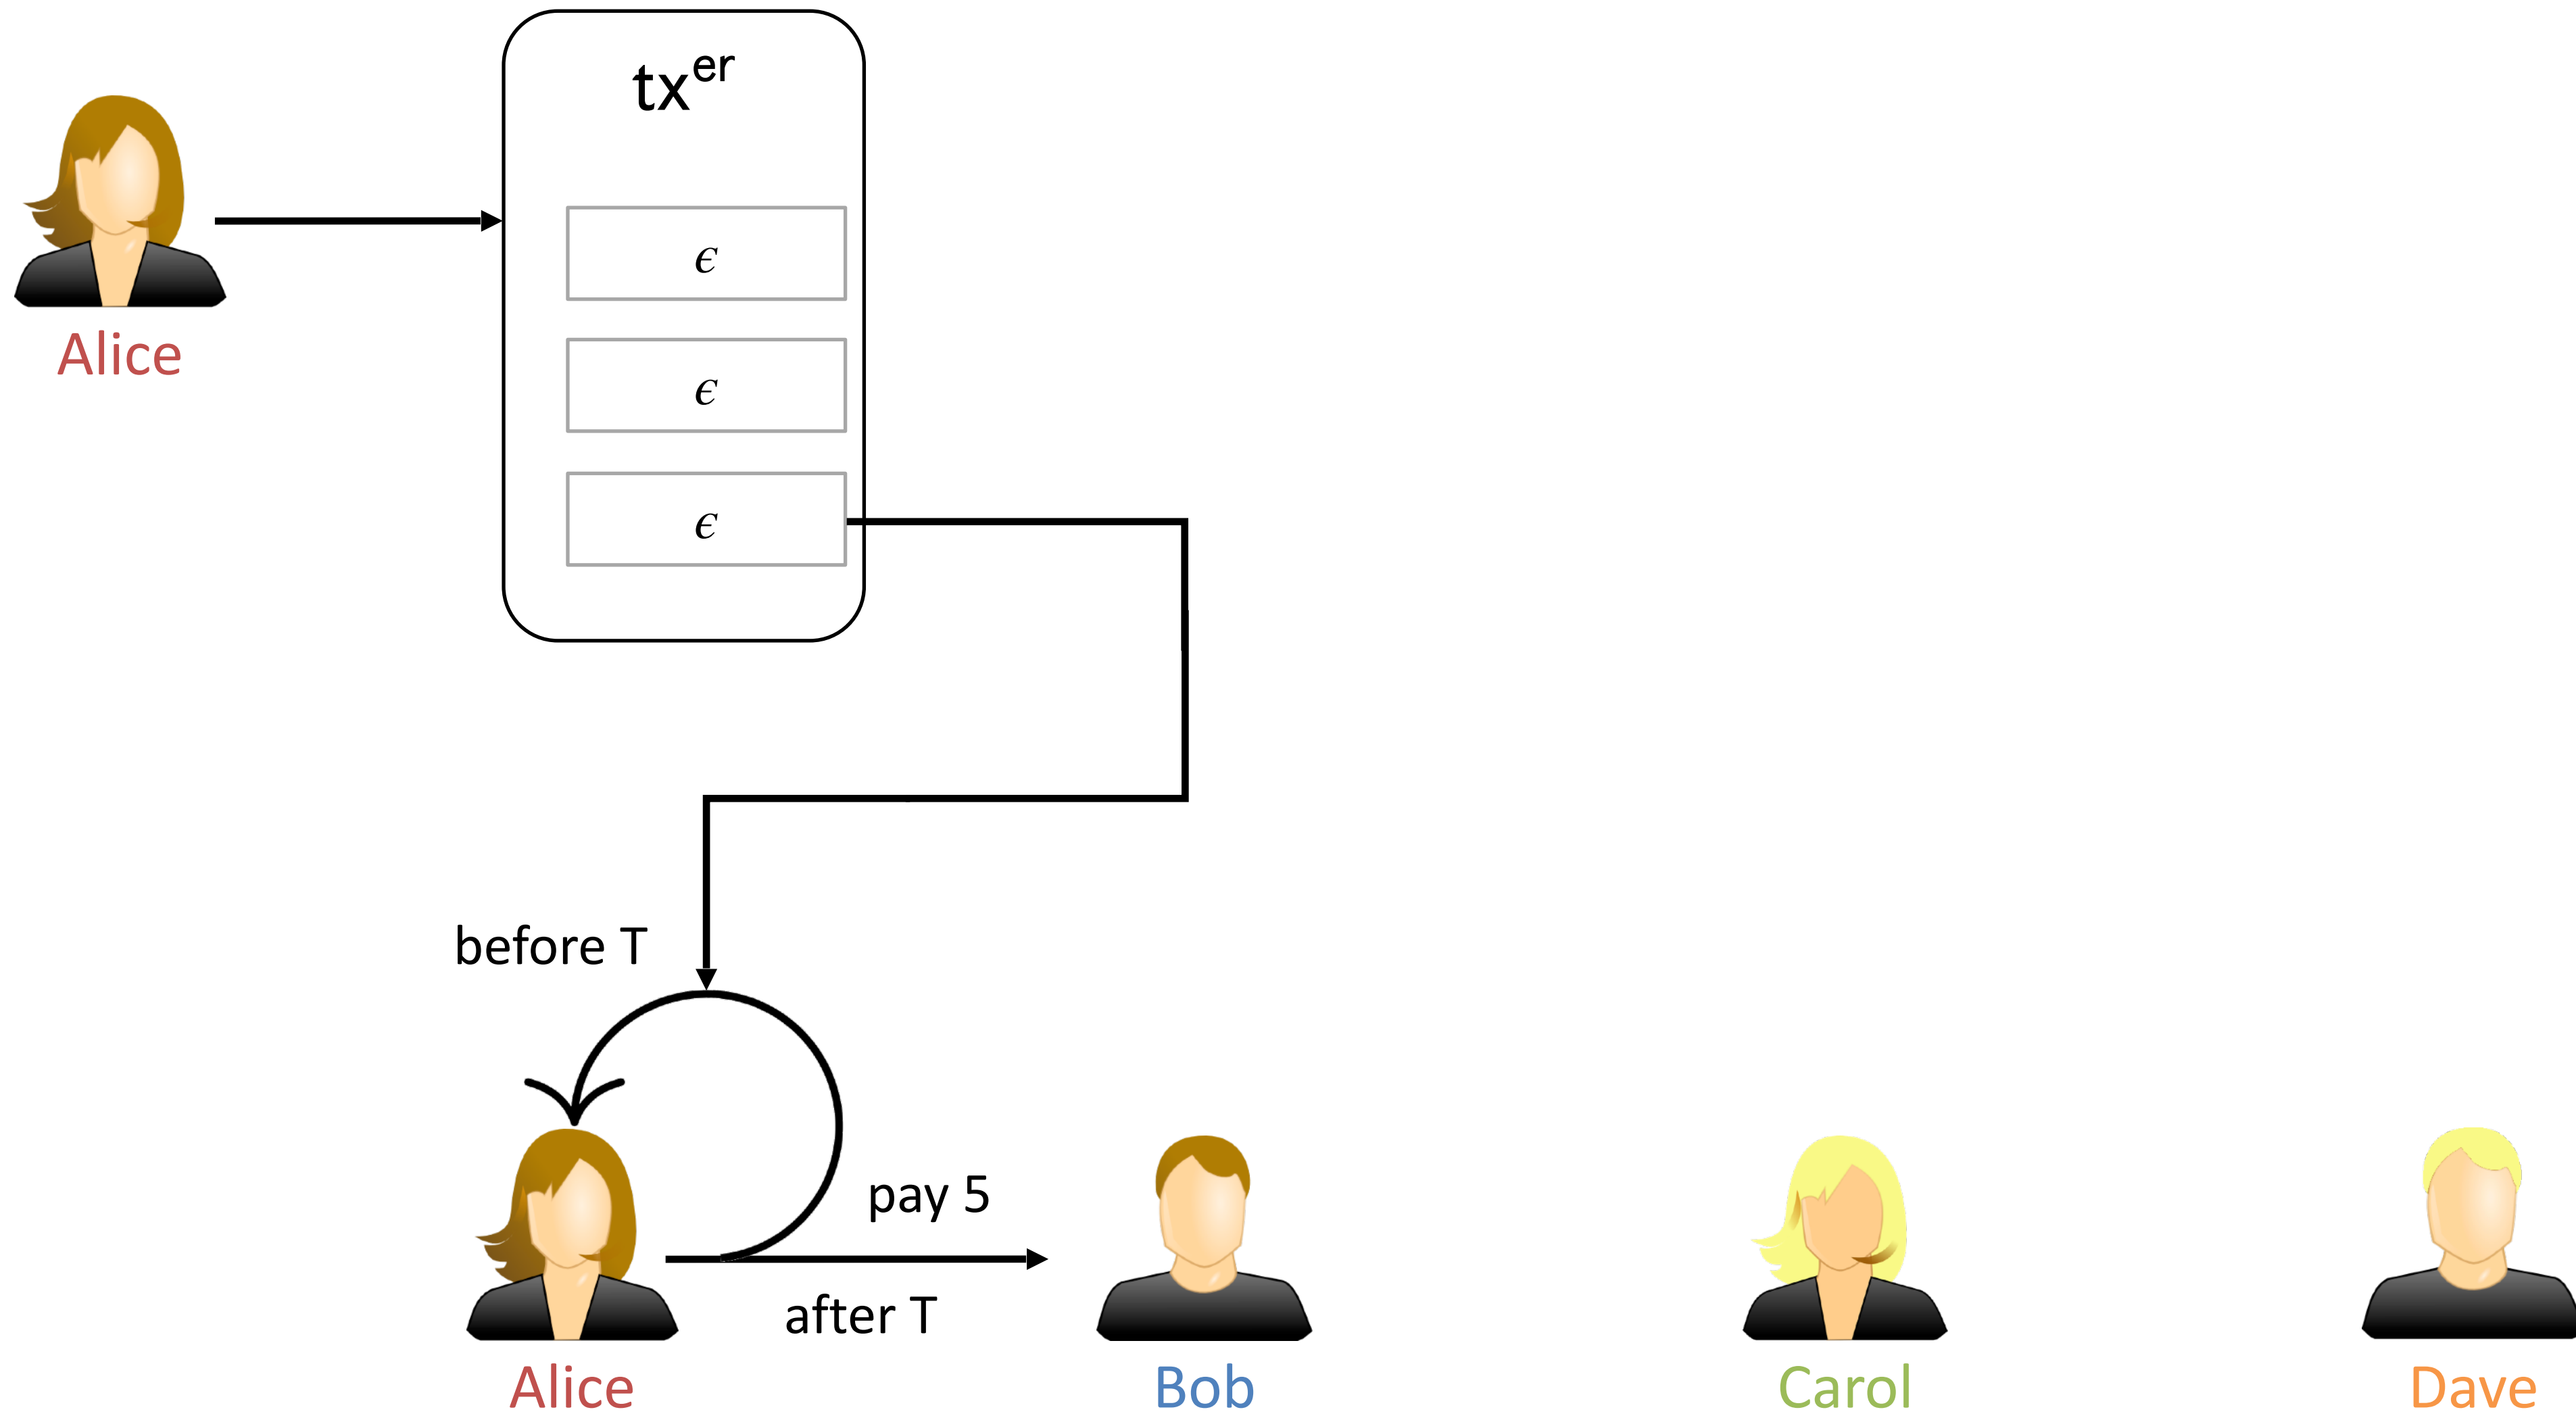 tx^er
ϵ
Alice
ϵ
ϵ
before T
pay 5
after T
Alice
Bob
Carol
Dave